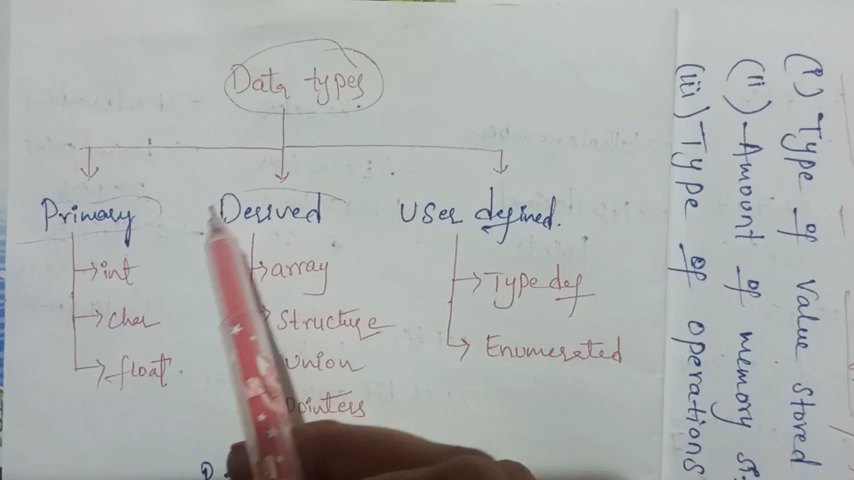 Data types
Primary
int
char
float.
Derived
array
Structure
union
pointers
User defined.
Type def
Enumerated
(i) Type of value stored
(ii) Amount of memory
(iii) Type of operations